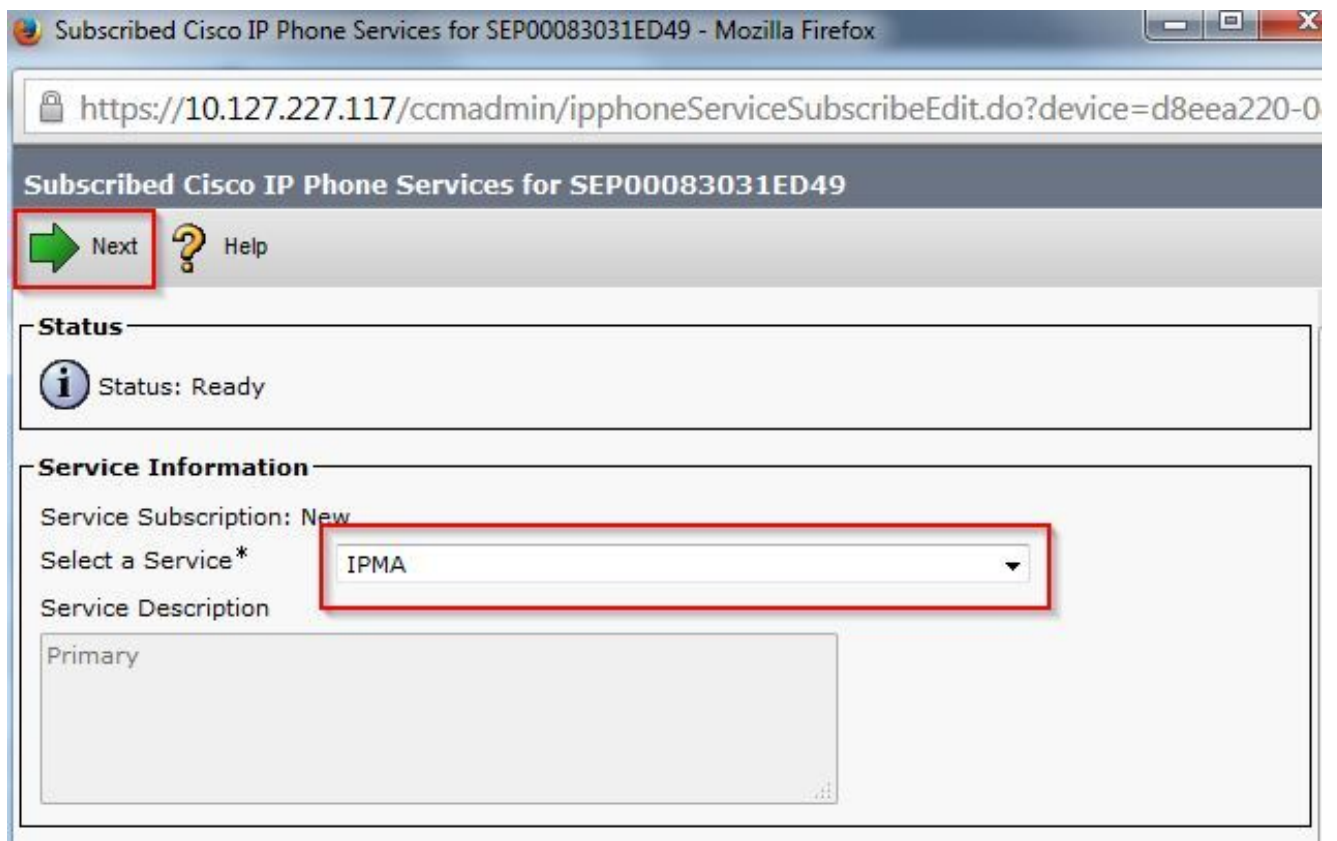 Subscribed Cisco IP Phone Services for SEP00083031ED49 - Mozilla Firefox
https://10.127.227.117/ccmadmin/ipphoneServiceSubscribeEdit.do?device=d8eea220-0
Subscribed Cisco IP Phone Services for SEP00083031ED49
Next Help
Status
Status: Ready
Service Information
Service Subscription: New
Select a Service* IPMA
Service Description
Primary